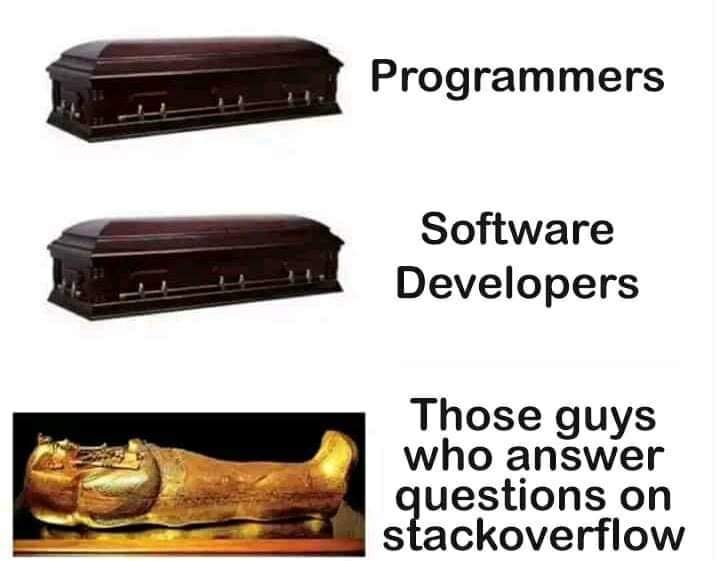 Programmers
Software
Developers
Those guys
who answer
questions on
stackoverflow